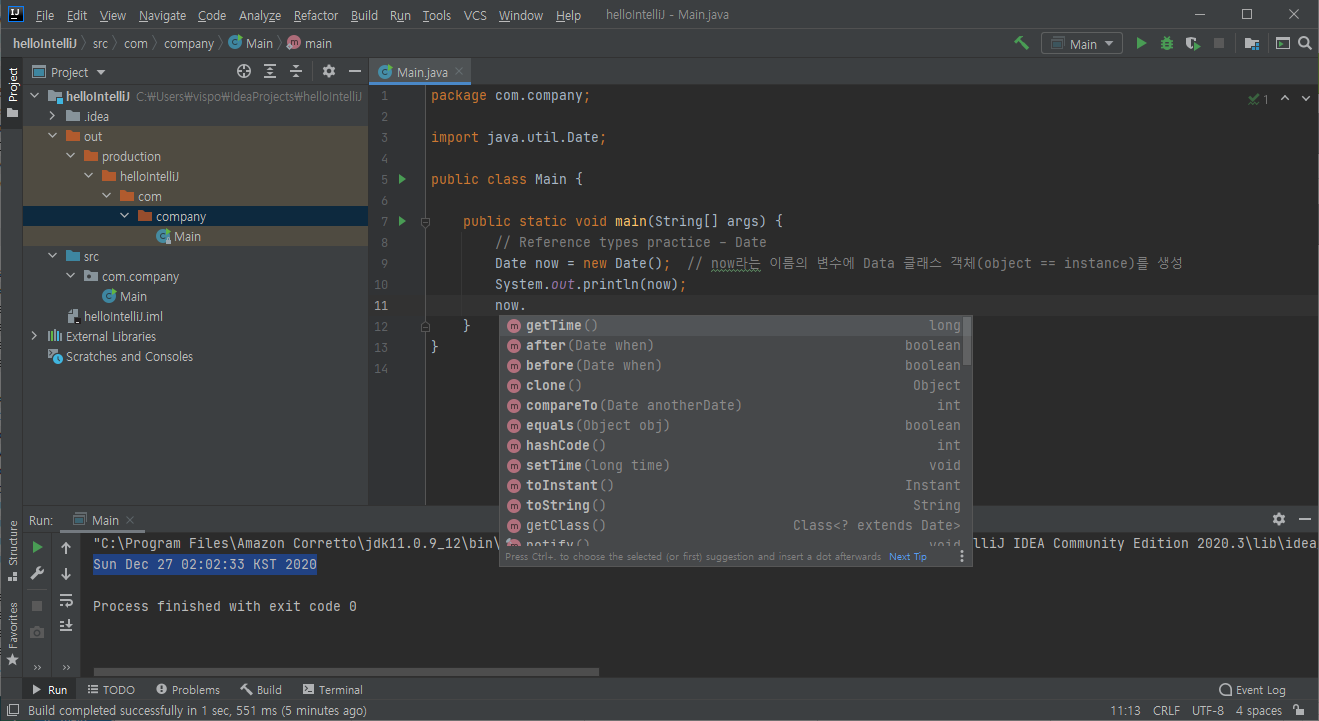 File Edit View Navigate Code Analyze Refactor Build Run Tools VCS Window Help helloIntelliJ - Main.java
helloIntelliJ src com company Main main
Main
Project
Project
Main.java
helloIntelliJ C:₩Users₩vispo₩IdeaProjects₩helloIntelliJ
.idea
out
production
helloIntelliJ
com
company
Main
src
com.company
Main
helloIntelliJ.iml
External Libraries
Scratches and Consoles
1 package com.company;
2
3 import java.util.Date;
4
5 public class Main {
6
7 public static void main(String[] args) {
8 // Reference types practice - Date
9 Date now = new Date(); // now라는 이름의 변수에 Data 클래스 객체(object == instance)를 생성
10 System.out.println(now);
11 now.
12 }
13 }
14
1
getTime() long
after(Date when) boolean
before(Date when) boolean
clone() Object
compareTo(Date anotherDate) int
equals(Object obj) boolean
hashCode() int
setTime(long time) void
toInstant() Instant
toString() String
getClass() Class<? extends Date>
notify() void
Press Ctrl+. to choose the selected (or first) suggestion and insert a dot afterwards Next Tip
Structure
Favorites
Run: Main
"C:\Program Files\Amazon Corretto\jdk11.0.9_12\bin\ lliJ IDEA Community Edition 2020.3\lib\idea
Sun Dec 27 02:02:33 KST 2020
Process finished with exit code 0
Run TODO Problems Build Terminal Event Log
Build completed successfully in 1 sec, 551 ms (5 minutes ago) 11:13 CRLF UTF-8 4 spaces